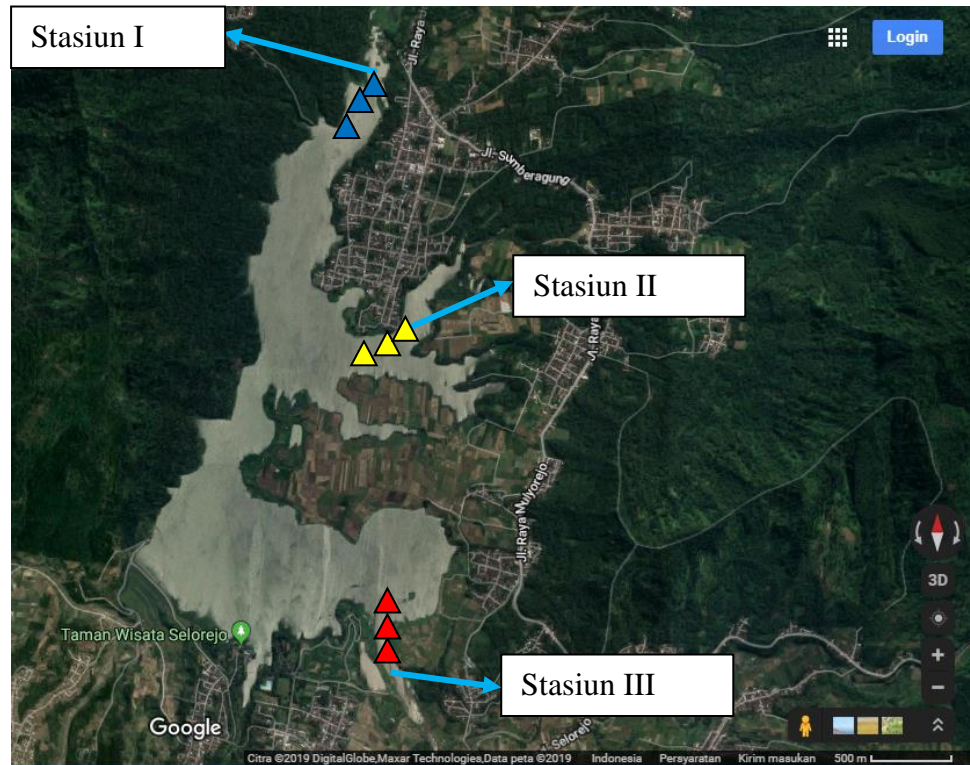 Stasiun I
Login
Jl. Raya
Jl. Sumberagung
Stasiun II
Jl. Raya
Jl. Raya Mulyorejo
Taman Wisata Selorejo
Stasiun III
Google
Selorejo
3D
Citra ©2019 DigitalGlobe,Maxar Technologies,Data peta ©2019 Indonesia Persyaratan Kirim masukan 500 m